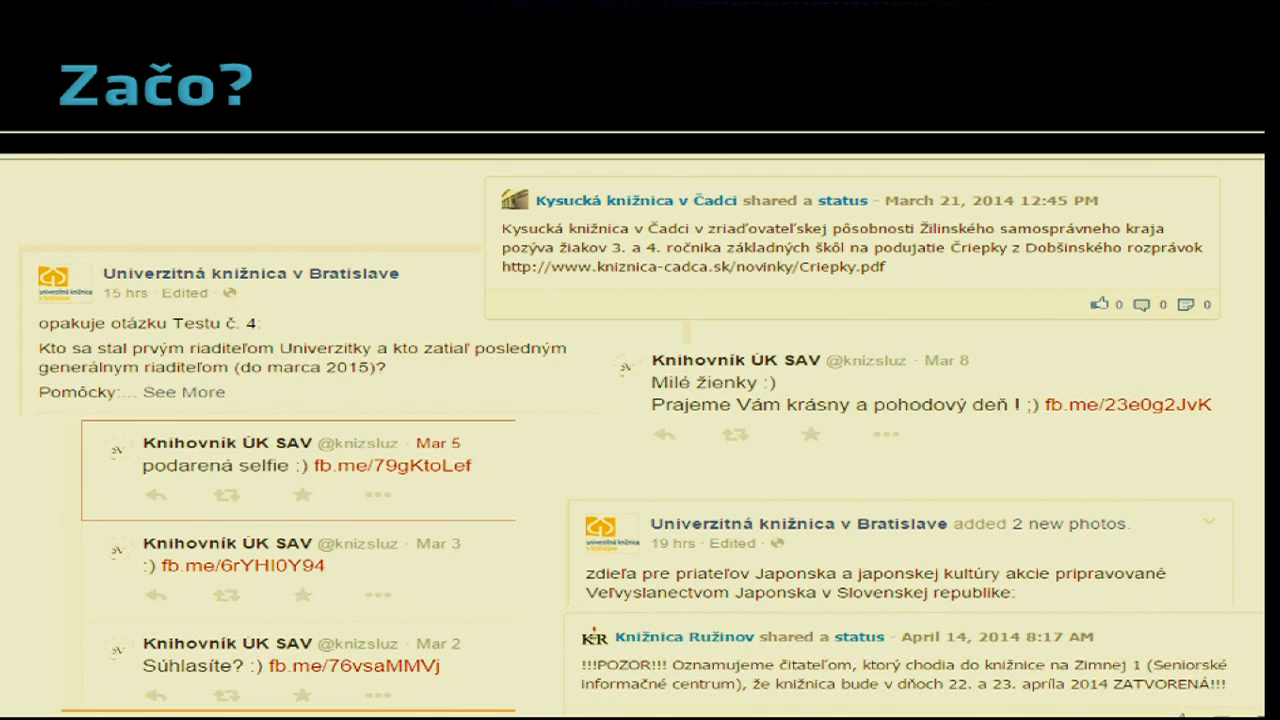 Začo?
Kysucká knižnica v Čadci shared a status - March 21, 2014 12:45 PM
Kysucká knižnica v Čadci v zriaďovateľskej pôsobnosti Žilinského samosprávneho kraja
pozýva žiakov 3. a 4. ročníka základných škôl na podujatie Čriepky z Dobšinského rozprávok
http://www.kniznica-cadca.sk/novinky/Criepky.pdf
0 0 0
Univerzitná knižnica v Bratislave
15 hrs · Edited ·
opakuje otázku Testu č. 4:
Kto sa stal prvým riaditeľom Univerzitky a kto zatiaľ posledným
generálnym riaditeľom (do marca 2015)?
Pomôcky:... See More
Knihovník ÚK SAV @knizsluz · Mar 8
Milé žienky :)
Prajeme Vám krásny a pohodový deň ! ;) fb.me/23e0g2JvK
Knihovník ÚK SAV @knizsluz · Mar 5
podarená selfie :) fb.me/79gKtoLef
Knihovník ÚK SAV @knizsluz · Mar 3
:) fb.me/6rYHI0Y94
Knihovník ÚK SAV @knizsluz · Mar 2
Súhlasíte? :) fb.me/76vsaMMVj
Univerzitná knižnica v Bratislave added 2 new photos.
19 hrs · Edited ·
zdieľa pre priateľov Japonska a japonskej kultúry akcie pripravované
Veľvyslanectvom Japonska v Slovenskej republike:
Knižnica Ružinov shared a status - April 14, 2014 8:17 AM
!!!POZOR!!! Oznamujeme čitateľom, ktorý chodia do knižnice na Zimnej 1 (Seniorské
informačné centrum), že knižnica bude v dňoch 22. a 23. apríla 2014 ZATVORENÁ!!!